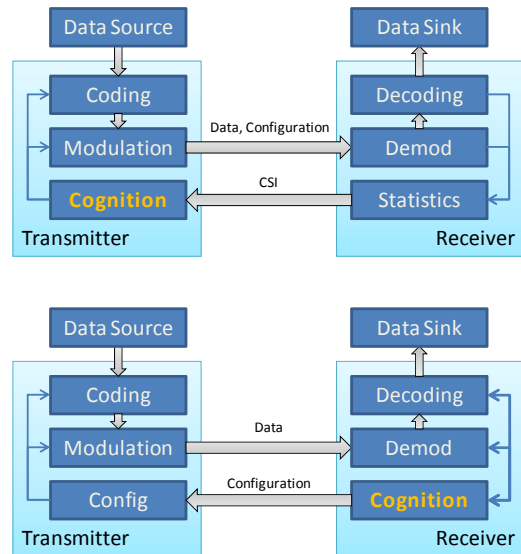 Data Source
Data Sink
Coding
Decoding
Data, Configuration
Modulation
Demod
CSI
Cognition
Statistics
Transmitter
Receiver
Data Source
Data Sink
Coding
Decoding
Data
Modulation
Demod
Configuration
Config
Cognition
Transmitter
Receiver